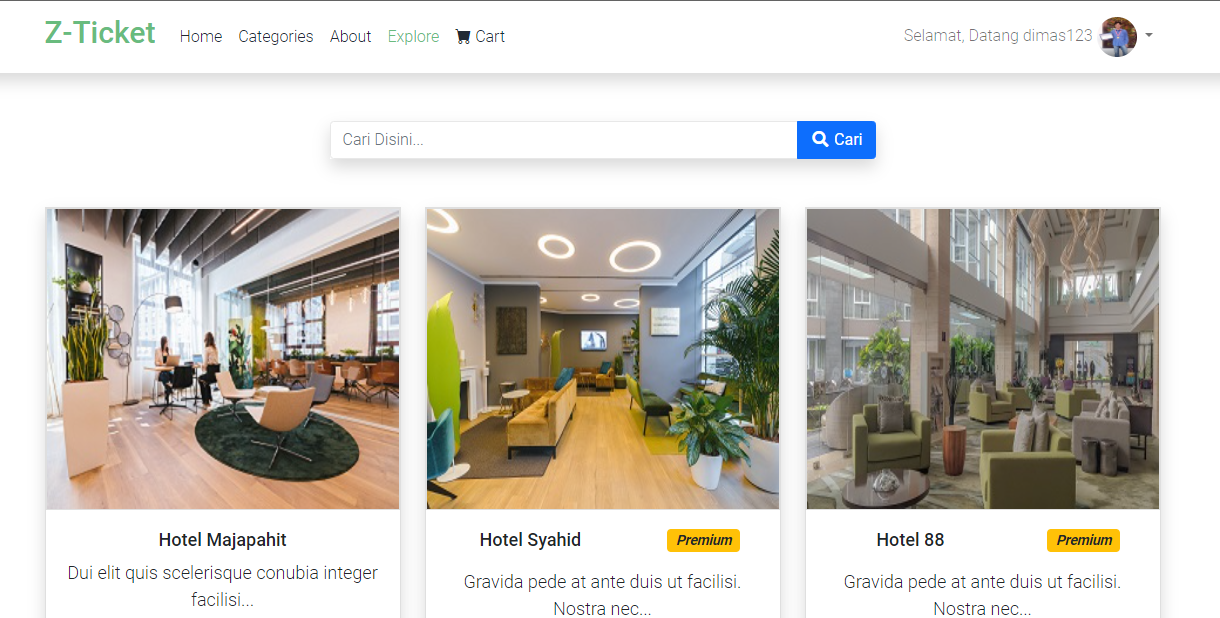 Z-Ticket
Home
Categories
About
Explore
Cart
Selamat, Datang dimas123
Cari Disini...
Cari
Hotel Majapahit
Dui elit quis scelerisque conubia integer
facilisi...
Hotel Syahid
Premium
Gravida pede at ante duis ut facilisi.
Nostra nec...
Hotel 88
Premium
Gravida pede at ante duis ut facilisi.
Nostra nec...